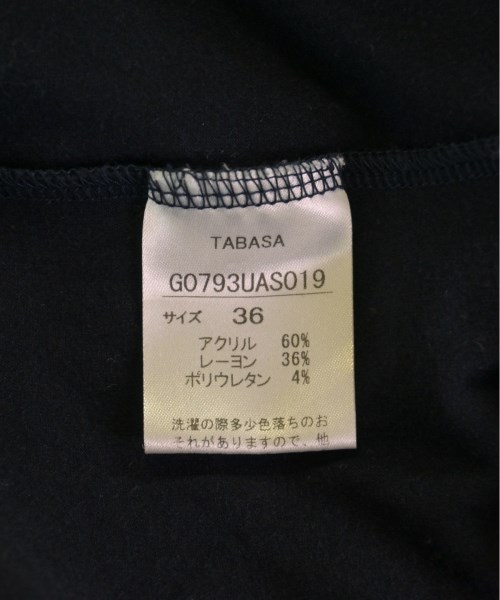 TABASA
G0793UAS019
サイズ 36
アクリル 60%
レーヨン 36%
ポリウレタン 4%
洗濯の際多少色落ちのお
それがありますので、他